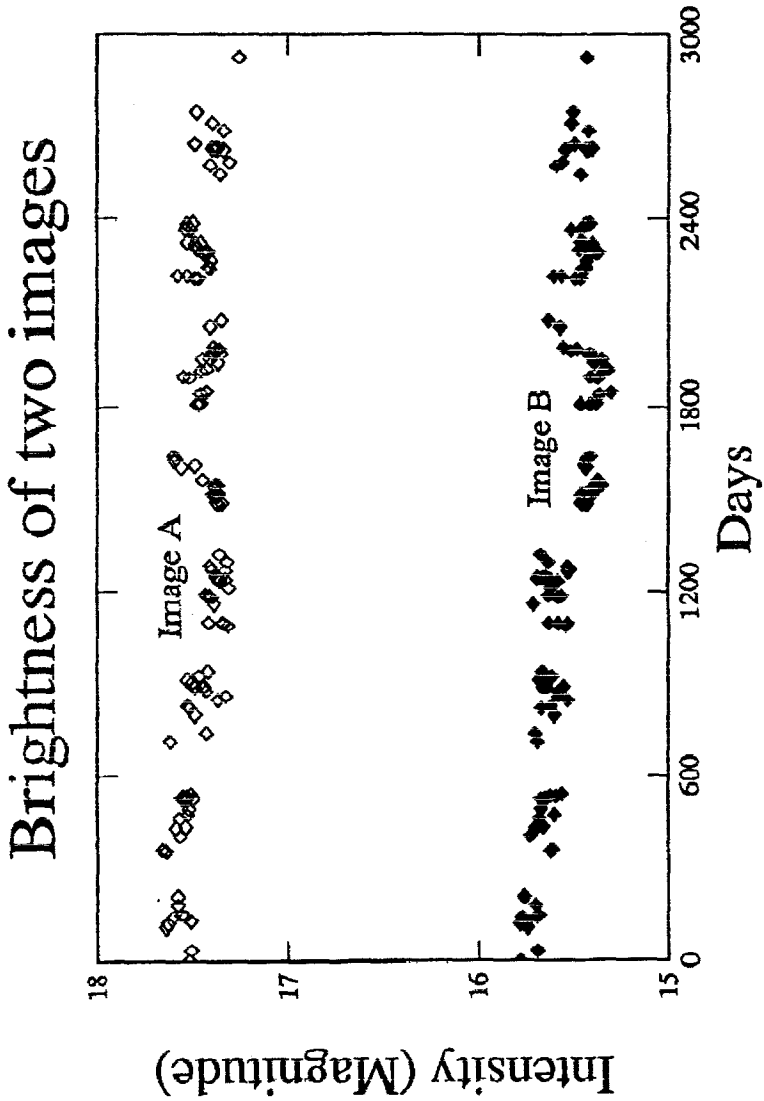 Brightness of two images
Intensity (Magnitude)
18
17
16
15
Image A
Image B
0
600
1200
1800
2400
3000
Days